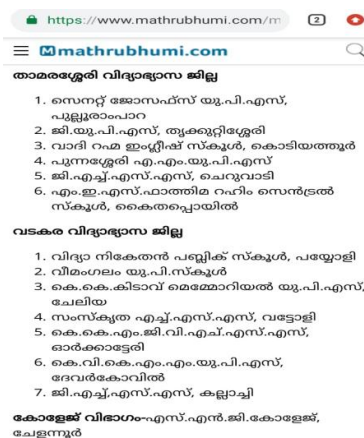 https://www.mathrubhumi.com/m 2
mathrubhumi.com
താമരശ്ശേരി വിദ്യാഭ്യാസ ജില്ല
1. സെന്റ് ജോസഫ്സ് യു.പി.എസ്,
പുല്ലൂരാംപാറ
2. ജി.യു.പി.എസ്, തൃക്കുറ്റിശ്ശേരി
3. വാദി റഹ്മ ഇംഗ്ലീഷ് സ്കൂൾ, കൊടിയത്തൂർ
4. പുന്നശ്ശേരി എ.എം.യു.പി.എസ്
5. ജി.എച്ച്.എസ്.എസ്, ചെറുവാടി
6. എം.ഇ.എസ്.ഫാത്തിമ റഹിം സെൻട്രൽ
സ്കൂൾ, കൈതപ്പൊയിൽ
വടകര വിദ്യാഭ്യാസ ജില്ല
1. വിദ്യാ നികേതൻ പബ്ലിക് സ്കൂൾ, പയ്യോളി
2. വീമംഗലം യു.പി.സ്കൂൾ
3. കെ.കെ.കിടാവ് മെമ്മോറിയൽ യു.പി.എസ്,
ചേലിയ
4. സംസ്കൃത എച്ച്.എസ്.എസ്, വട്ടോളി
5. കെ.കെ.എം.ജി.വി.എച്.എസ്.എസ്,
ഓർക്കാട്ടേരി
6. കെ.വി.കെ.എം.എം.യു.പി.എസ്,
ദേവർകോവിൽ
7. ജി.എച്ച്,എസ്.എസ്, കല്ലാച്ചി
കോളേജ് വിഭാഗം-എസ്.എൻ.ജി.കോളേജ്,
ചേളന്നൂർ